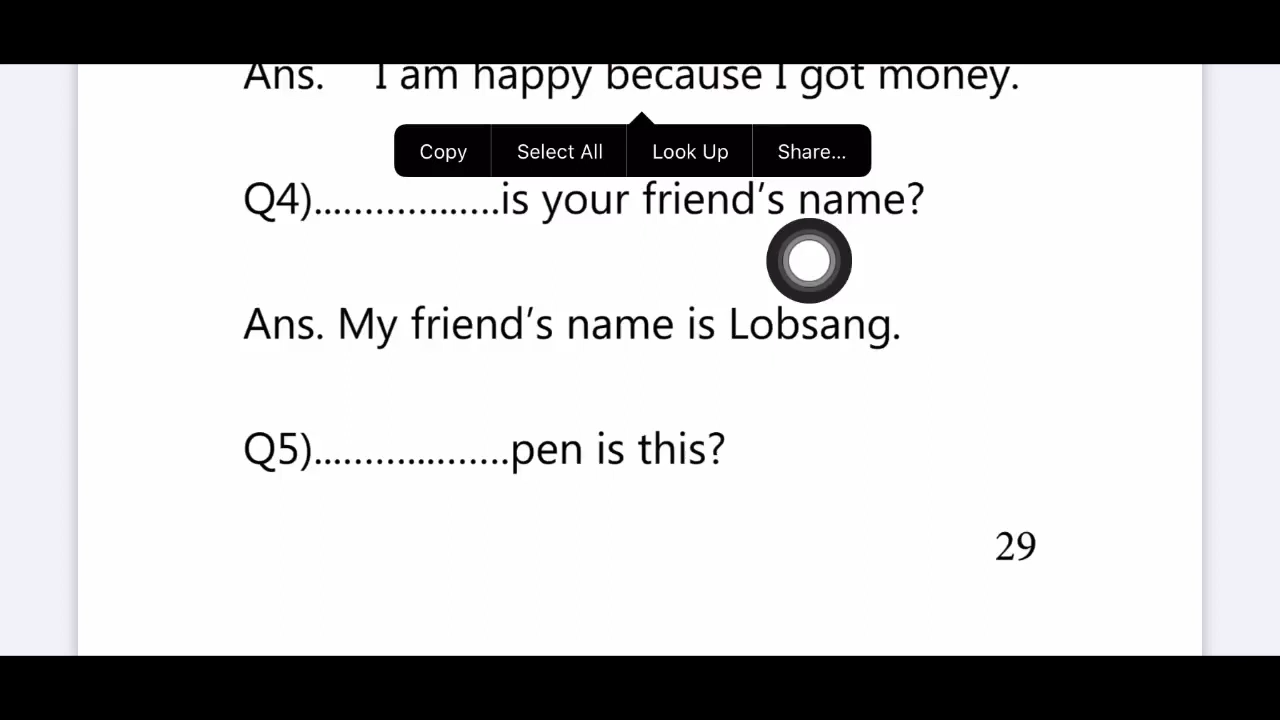 Ans. I am happy because I got money.
Copy Select All Look Up Share...
Q4)..................is your friend’s name?
Ans. My friend’s name is Lobsang.
Q5)...................pen is this?
29